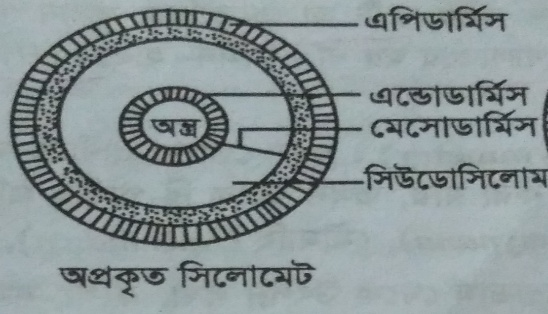 এপিডার্মিস
এন্ডোডার্মিস
অন্ত্র
মেসোডার্মিস
সিউডোসিলোম
অপ্রকৃত সিলোমেট